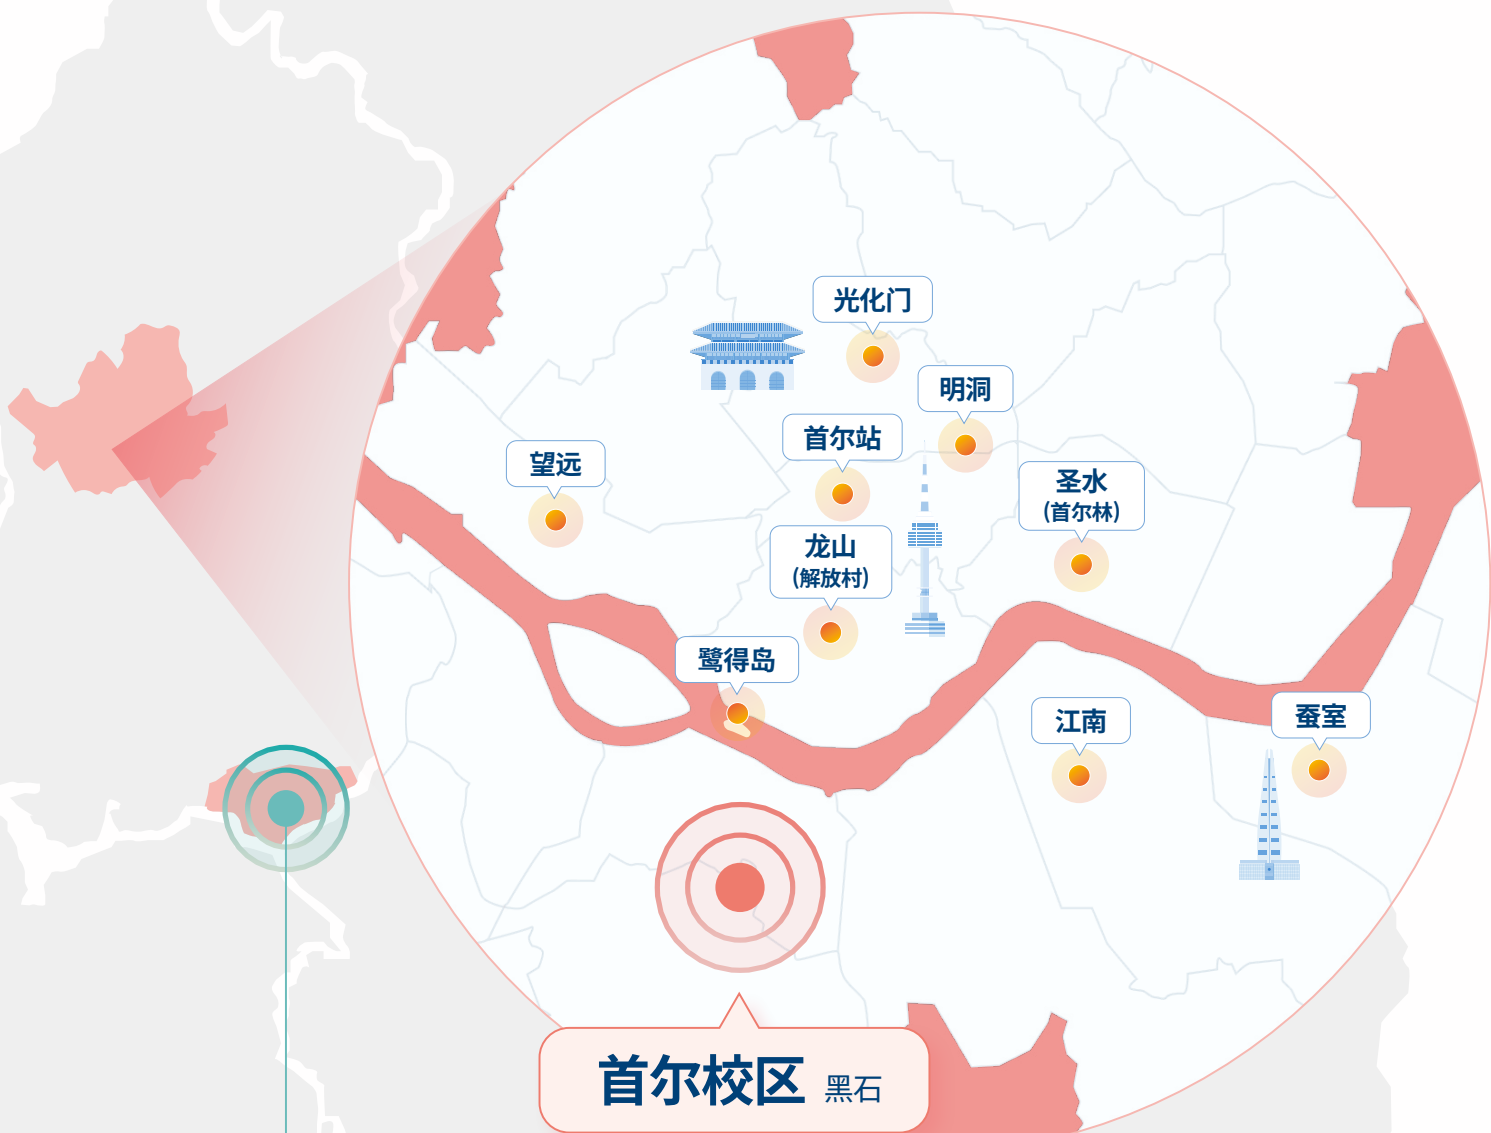 光化门
明洞
首尔站
望远
圣水
(首尔林)
龙山
(解放村)
鹭得岛
江南
蚕室
首尔校区 黑石